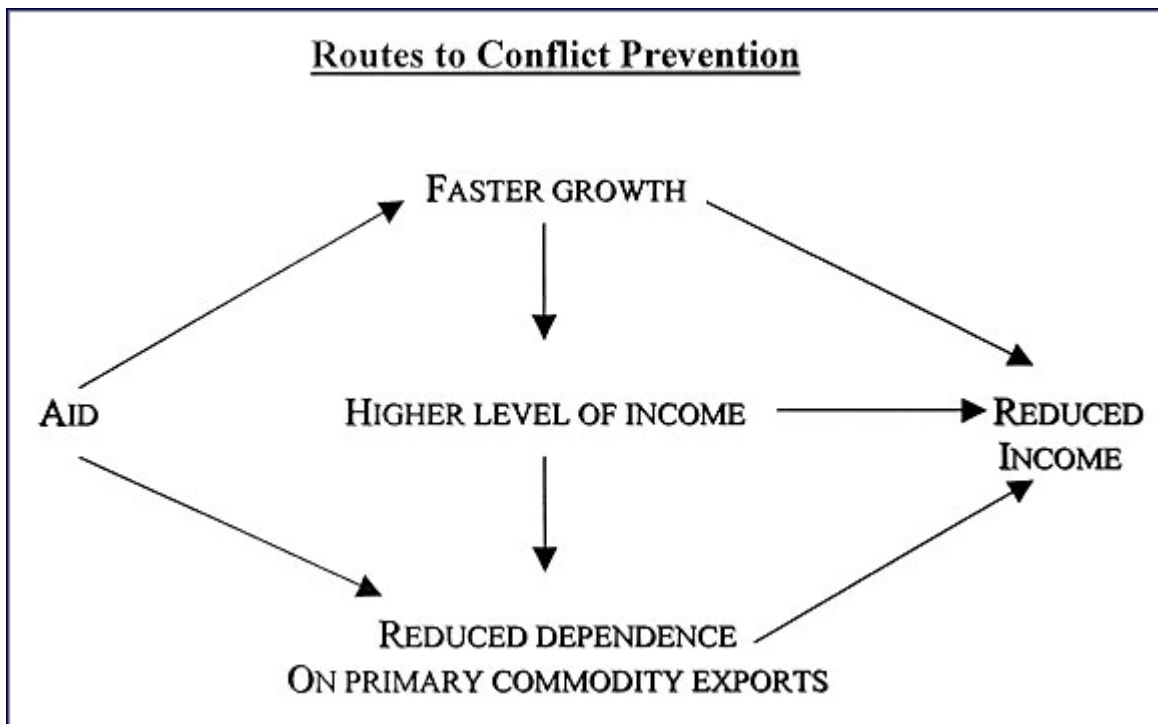 Routes to Conflict Prevention
FASTER GROWTH
AID
HIGHER LEVEL OF INCOME
REDUCED
INCOME
REDUCED DEPENDENCE
ON PRIMARY COMMODITY EXPORTS